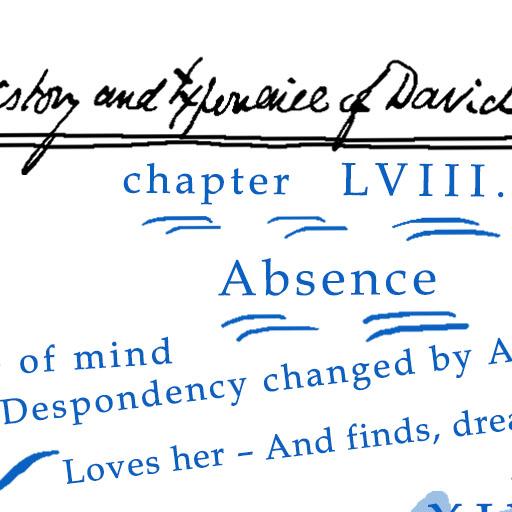 story and Experience of David
chapter LVIII.
Absence
of mind
Despondency changed by A
Loves her – And finds, drea